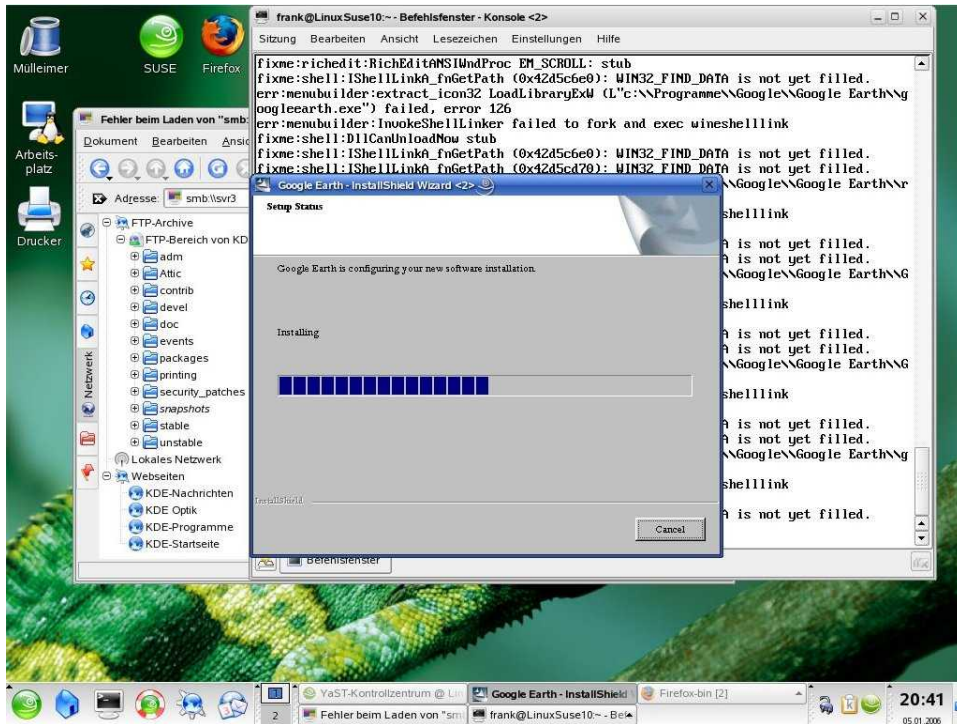 Mülleimer
SUSE
Firefox
Arbeits-
platz
Drucker
frank@LinuxSuse10:~ - Befehlsfenster - Konsole <2>
Sitzung Bearbeiten Ansicht Lesezeichen Einstellungen Hilfe
fixme:richedit:RichEditANSIWndProc EM_SCROLL: stub
fixme:shell:IShellLinkA_fnGetPath (0x42d5c6e0): WIN32_FIND_DATA is not yet filled.
err:menubuilder:extract_icon32 LoadLibraryExW (L"c:\\Programme\\Google\\Google Earth\\g
oogleearth.exe") failed, error 126
err:menubuilder:InvokeShellLinker failed to fork and exec wineshelllink
fixme:shell:DllCanUnloadNow stub
fixme:shell:IShellLinkA_fnGetPath (0x42d5c6e0): WIN32_FIND_DATA is not yet filled.
fixme:shell:IShellLinkA_fnGetPath (0x42d5cd70): WIN32_FIND_DATA is not yet filled.
\\Google\\Google Earth\\r
shelllink
A is not yet filled.
A is not yet filled.
\\Google\\Google Earth\\G
shelllink
A is not yet filled.
A is not yet filled.
\\Google\\Google Earth\\G
shelllink
A is not yet filled.
A is not yet filled.
\\Google\\Google Earth\\g
shelllink
A is not yet filled.
Befehlsfenster
Fehler beim Laden von "smb:
Dokument Bearbeiten Ansic
Adresse: smb:\\svr3
Netzwerk
FTP-Archive
FTP-Bereich von KD
adm
Attic
contrib
devel
doc
events
packages
printing
security_patches
snapshots
stable
unstable
Lokales Netzwerk
Webseiten
KDE-Nachrichten
KDE Optik
KDE-Programme
KDE-Startseite
Google Earth - InstallShield Wizard <2>
Setup Status
Google Earth is configuring your new software installation.
Installing
InstallShield
Cancel
1
2
YaST-Kontrollzentrum @ Lin
Google Earth - InstallShield
Firefox-bin [2]
Fehler beim Laden von "sm
frank@LinuxSuse10:~ - Bef
20:41
05.01.2006